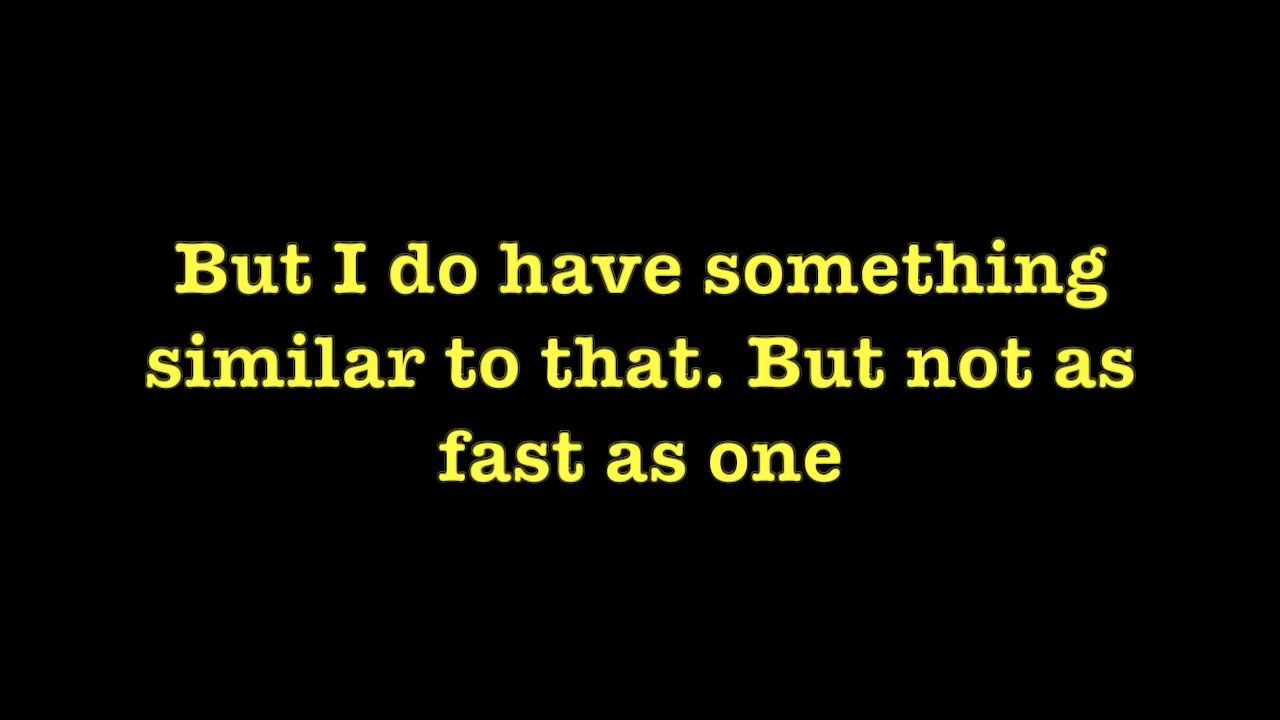 But I do have something
similar to that. But not as
fast as one